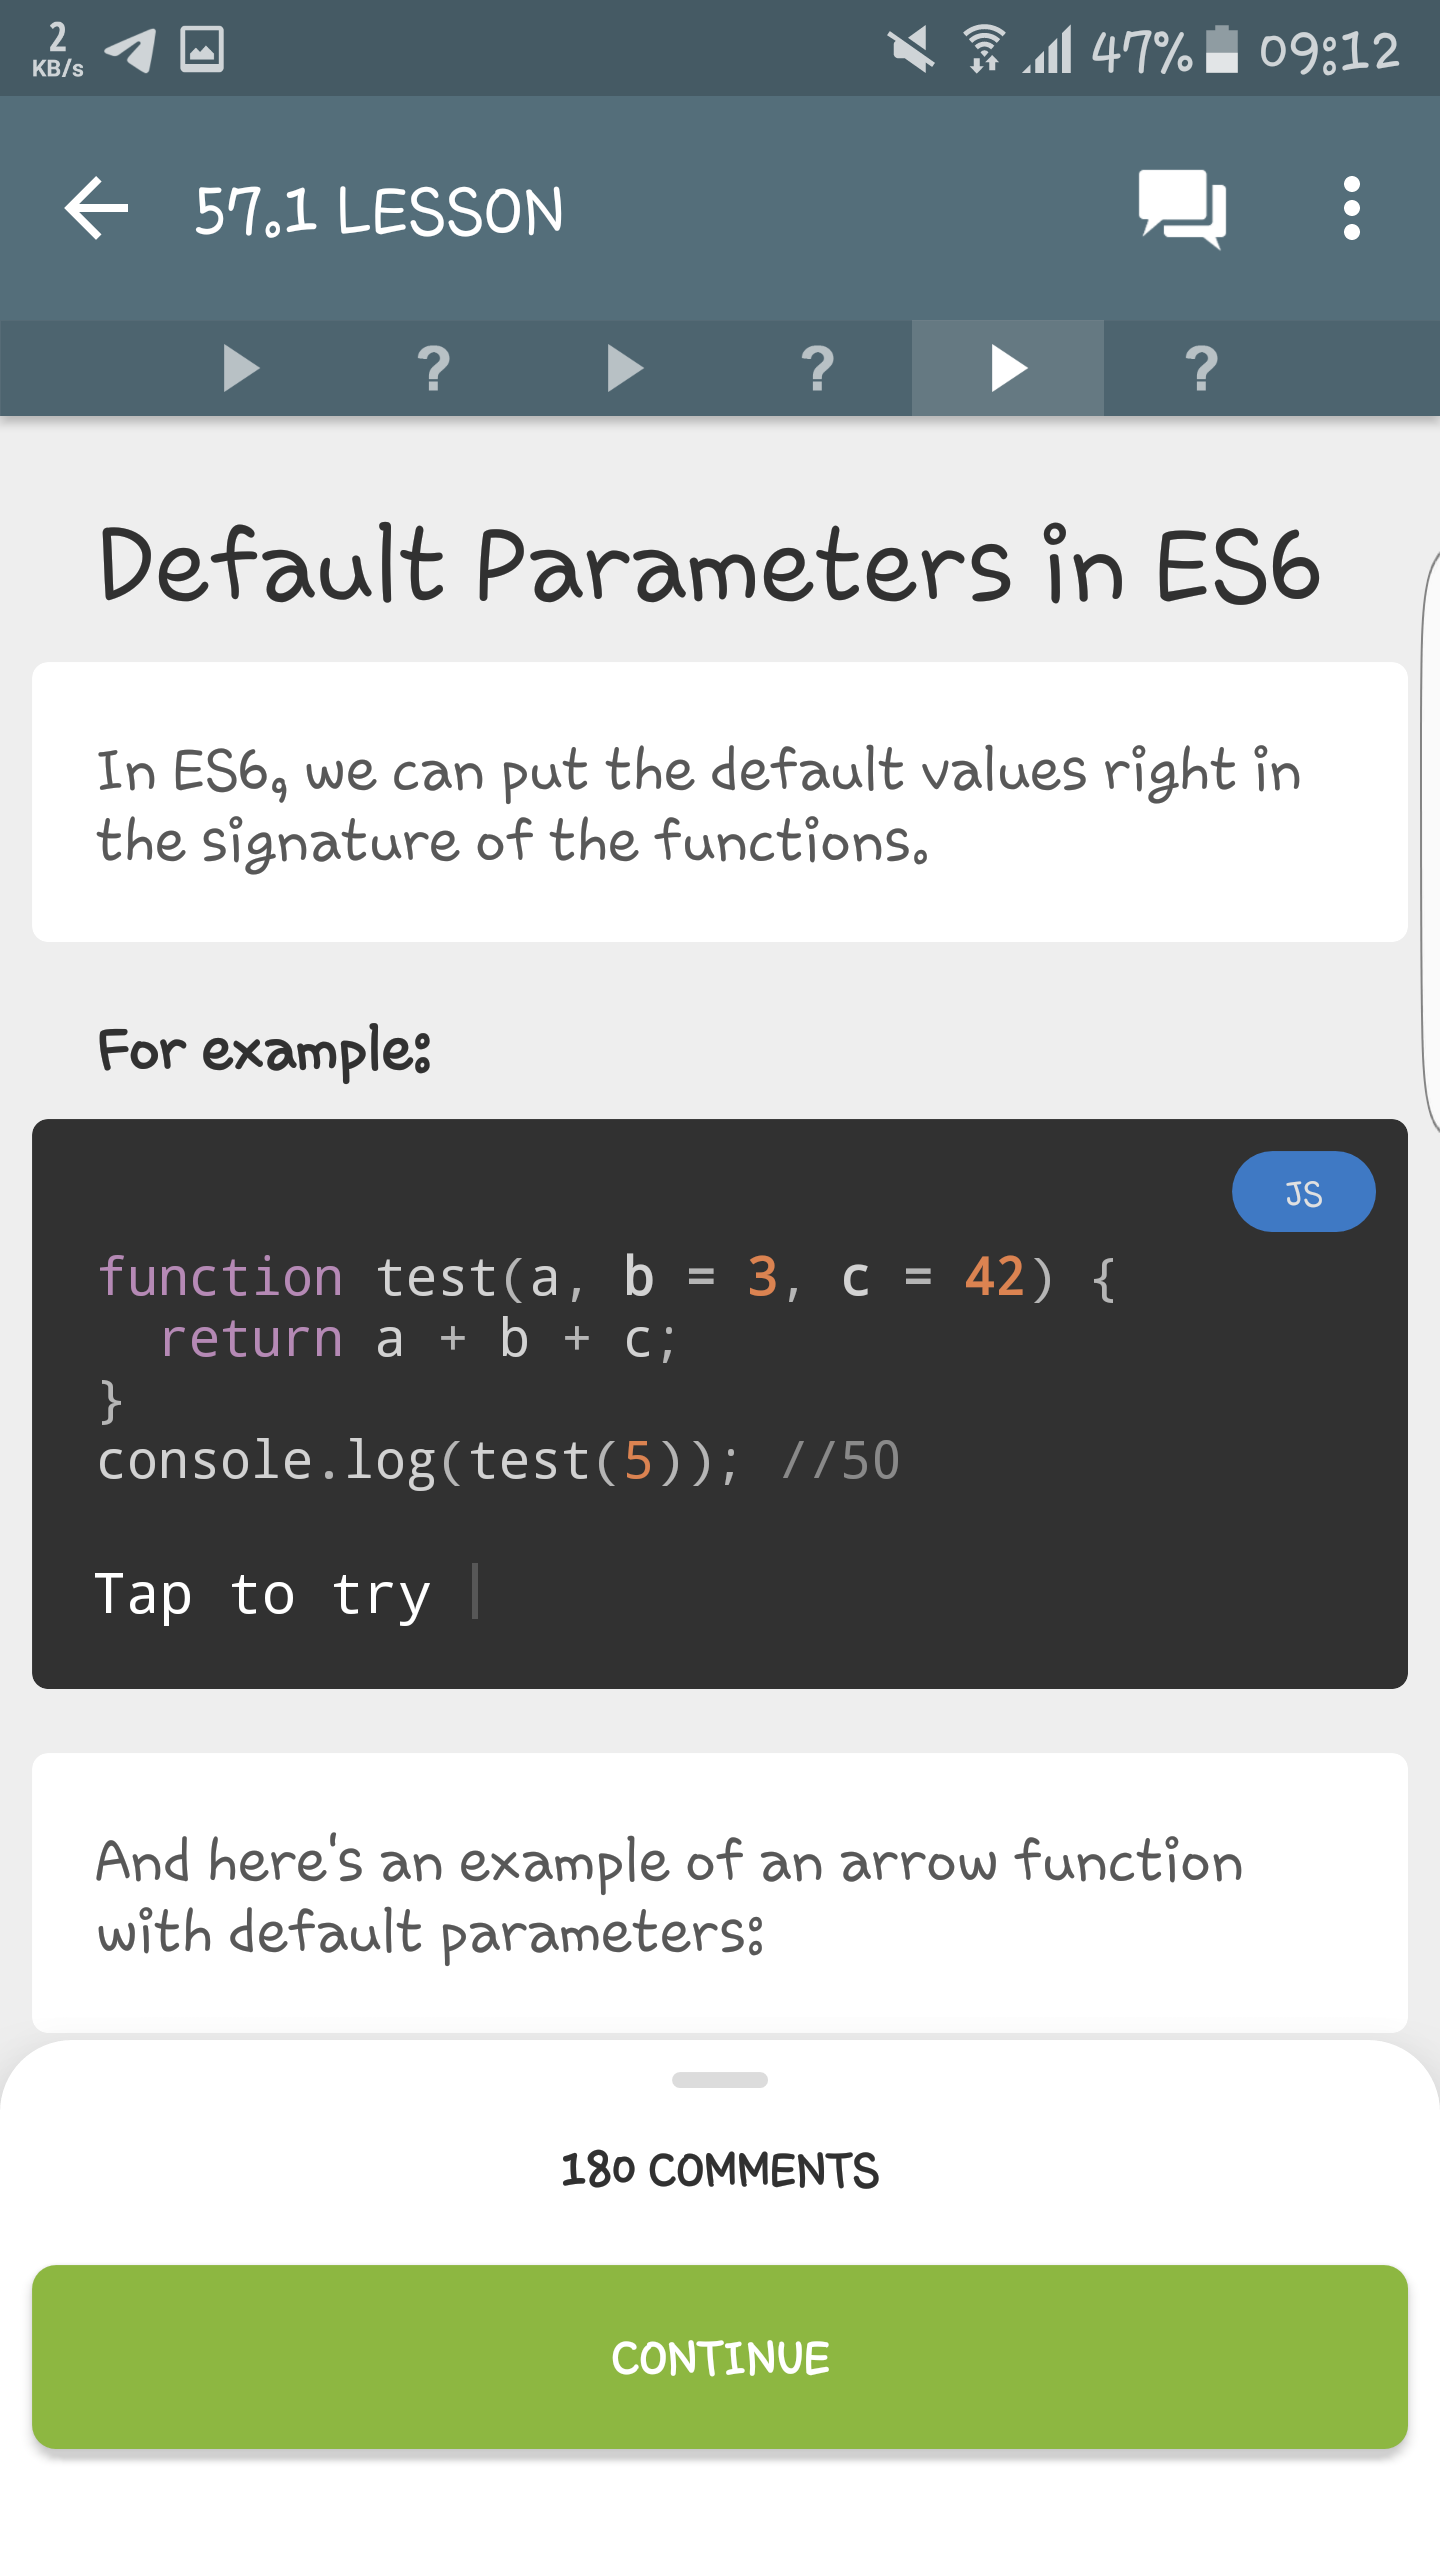 2
KB/s
47%
09:12
57.1 LESSON
?
?
?
Default Parameters in ES6
In ES6, we can put the default values right in
the signature of the functions.
For example:
JS
function test(a, b = 3, c = 42) {
  return a + b + c;
}
console.log(test(5)); //50
Tap to try
And here's an example of an arrow function
with default parameters:
180 COMMENTS
CONTINUE